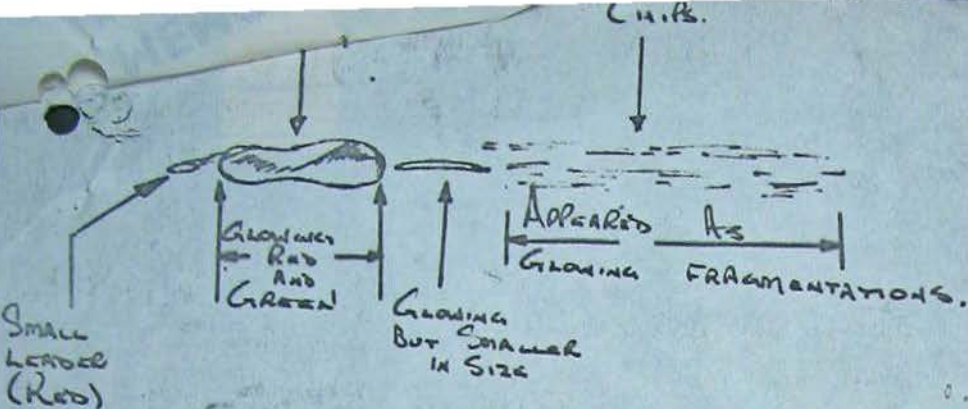 CHIPS.
SMALL
LEADER
(RED)
GLOWING
RED
AND
GREEN
GLOWING
BUT SMALLER
IN SIZE
APPEARED AS
GLOWING FRAGMENTATIONS.